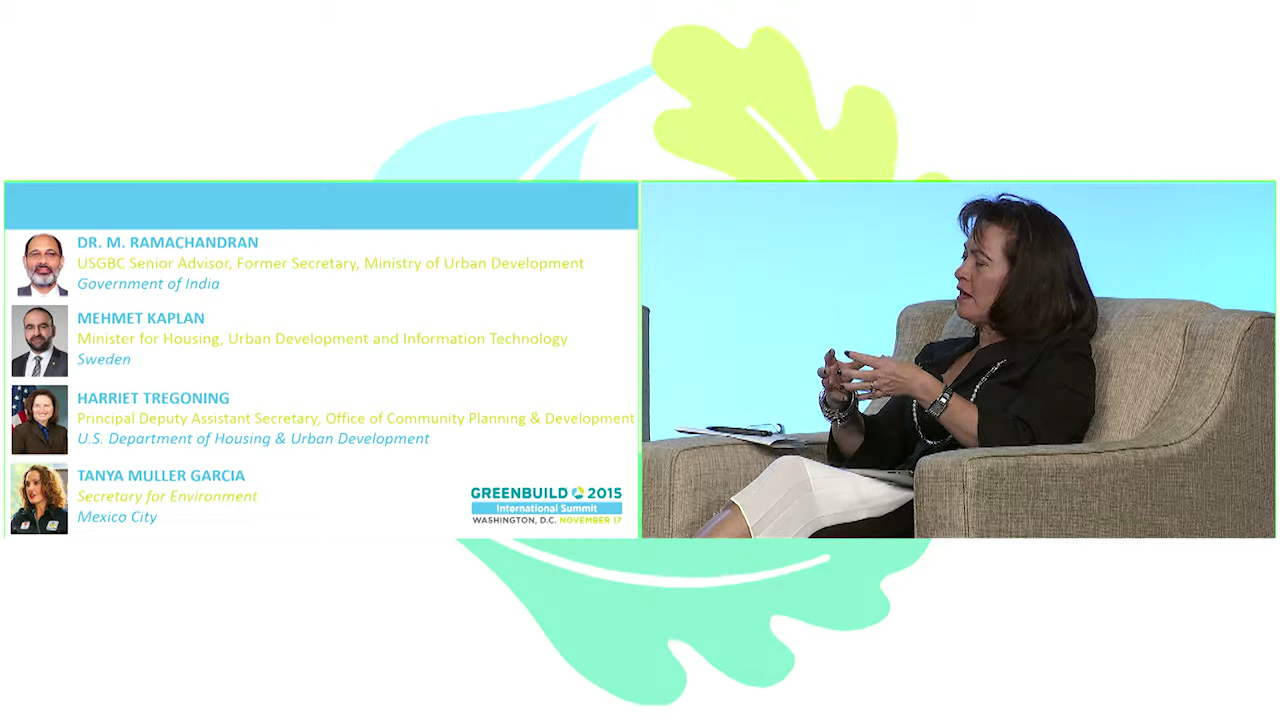 DR. M. RAMACHANDRAN
USGBC Senior Advisor, Former Secretary, Ministry of Urban Development
Government of India
MEHMET KAPLAN
Minister for Housing, Urban Development and Information Technology
Sweden
HARRIET TREGONING
Principal Deputy Assistant Secretary, Office of Community Planning & Development
U.S. Department of Housing & Urban Development
TANYA MULLER GARCIA
Secretary for Environment
Mexico City
GREENBUILD 2015
International Summit
WASHINGTON, D.C. NOVEMBER 17